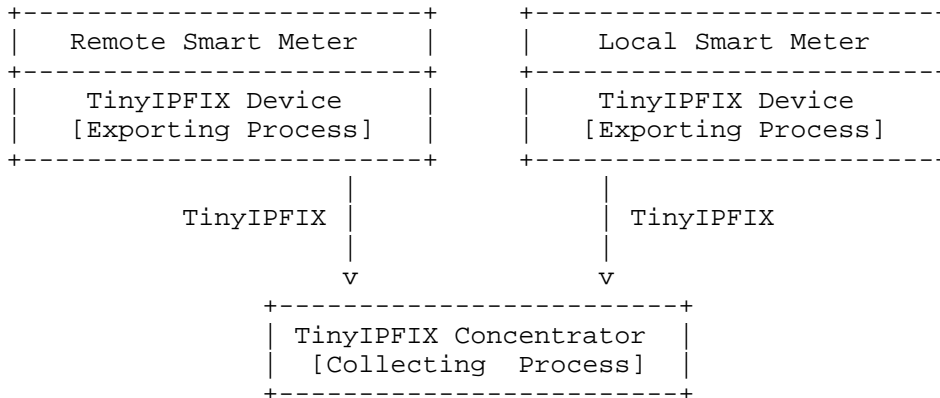 Remote Smart Meter
Local Smart Meter
TinyIPFIX Device
[Exporting Process]
TinyIPFIX Device
[Exporting Process]
TinyIPFIX
TinyIPFIX
v
v
TinyIPFIX Concentrator
[Collecting  Process]